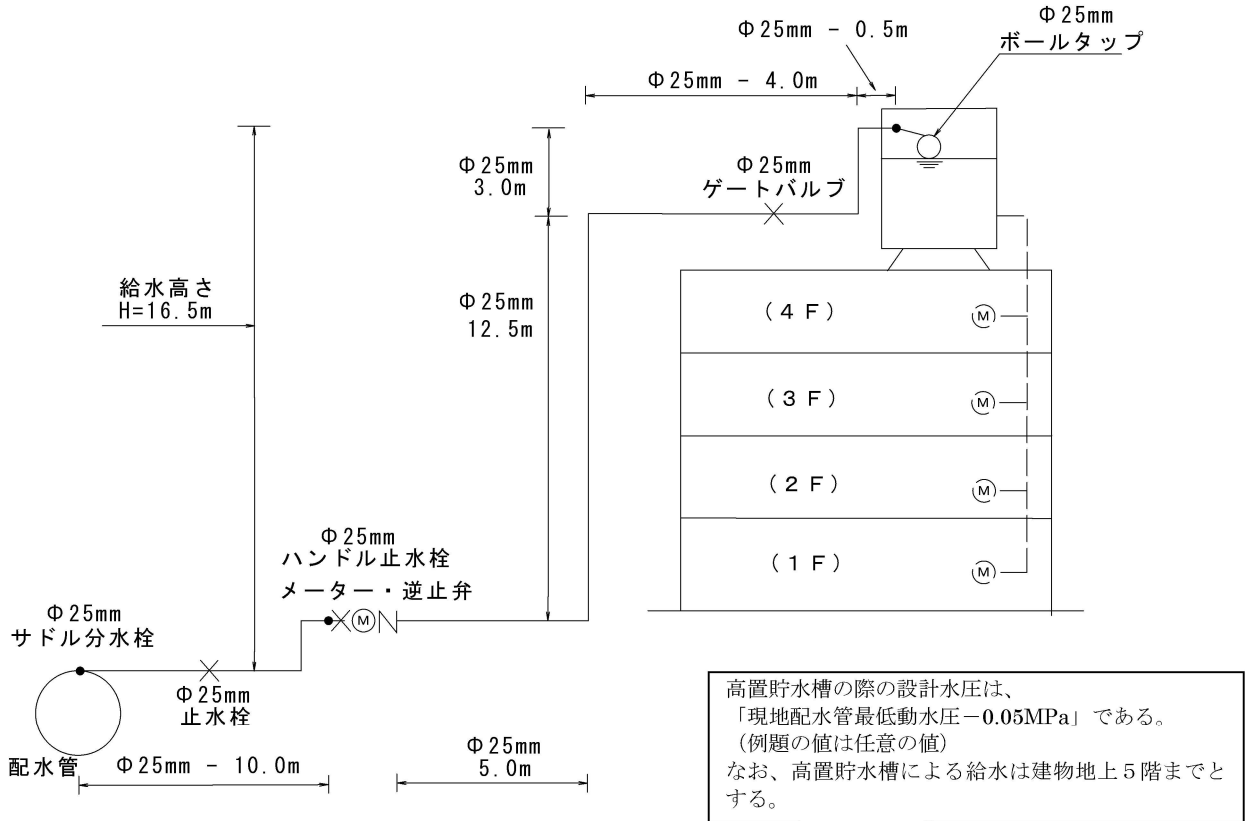 Φ25mm
ボールタップ
Φ25mm - 0.5m
Φ25mm - 4.0m
Φ25mm
3.0m
Φ25mm
ゲートバルブ
給水高さ
H=16.5m
Φ25mm
12.5m
(4F)
M
(3F)
M
(2F)
M
(1F)
M
Φ25mm
ハンドル止水栓
メーター・逆止弁
M
Φ25mm
サドル分水栓
Φ25mm
止水栓
配水管
Φ25mm - 10.0m
Φ25mm
5.0m
高置貯水槽の際の設計水圧は、
「現地配水管最低動水圧－0.05MPa」である。
(例題の値は任意の値)
なお、高置貯水槽による給水は建物地上5階までと
する。